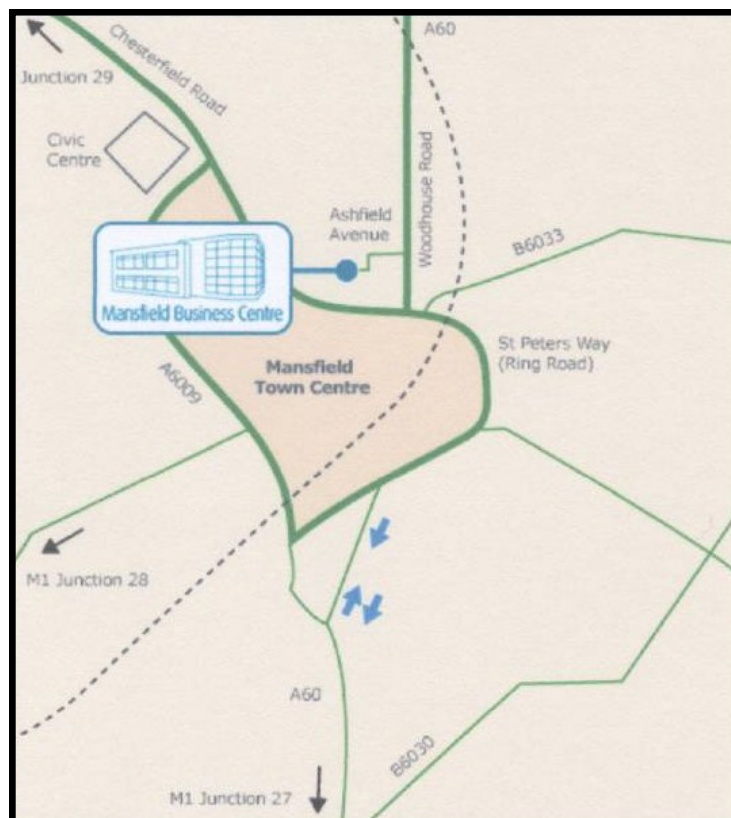 A60
Chesterfield Road
Junction 29
Civic
Centre
Woodhouse Road
Ashfield
Avenue
B6033
Mansfield Business Centre
St Peters Way
(Ring Road)
Mansfield
Town Centre
A6009
M1 Junction 28
A60
B6030
M1 Junction 27